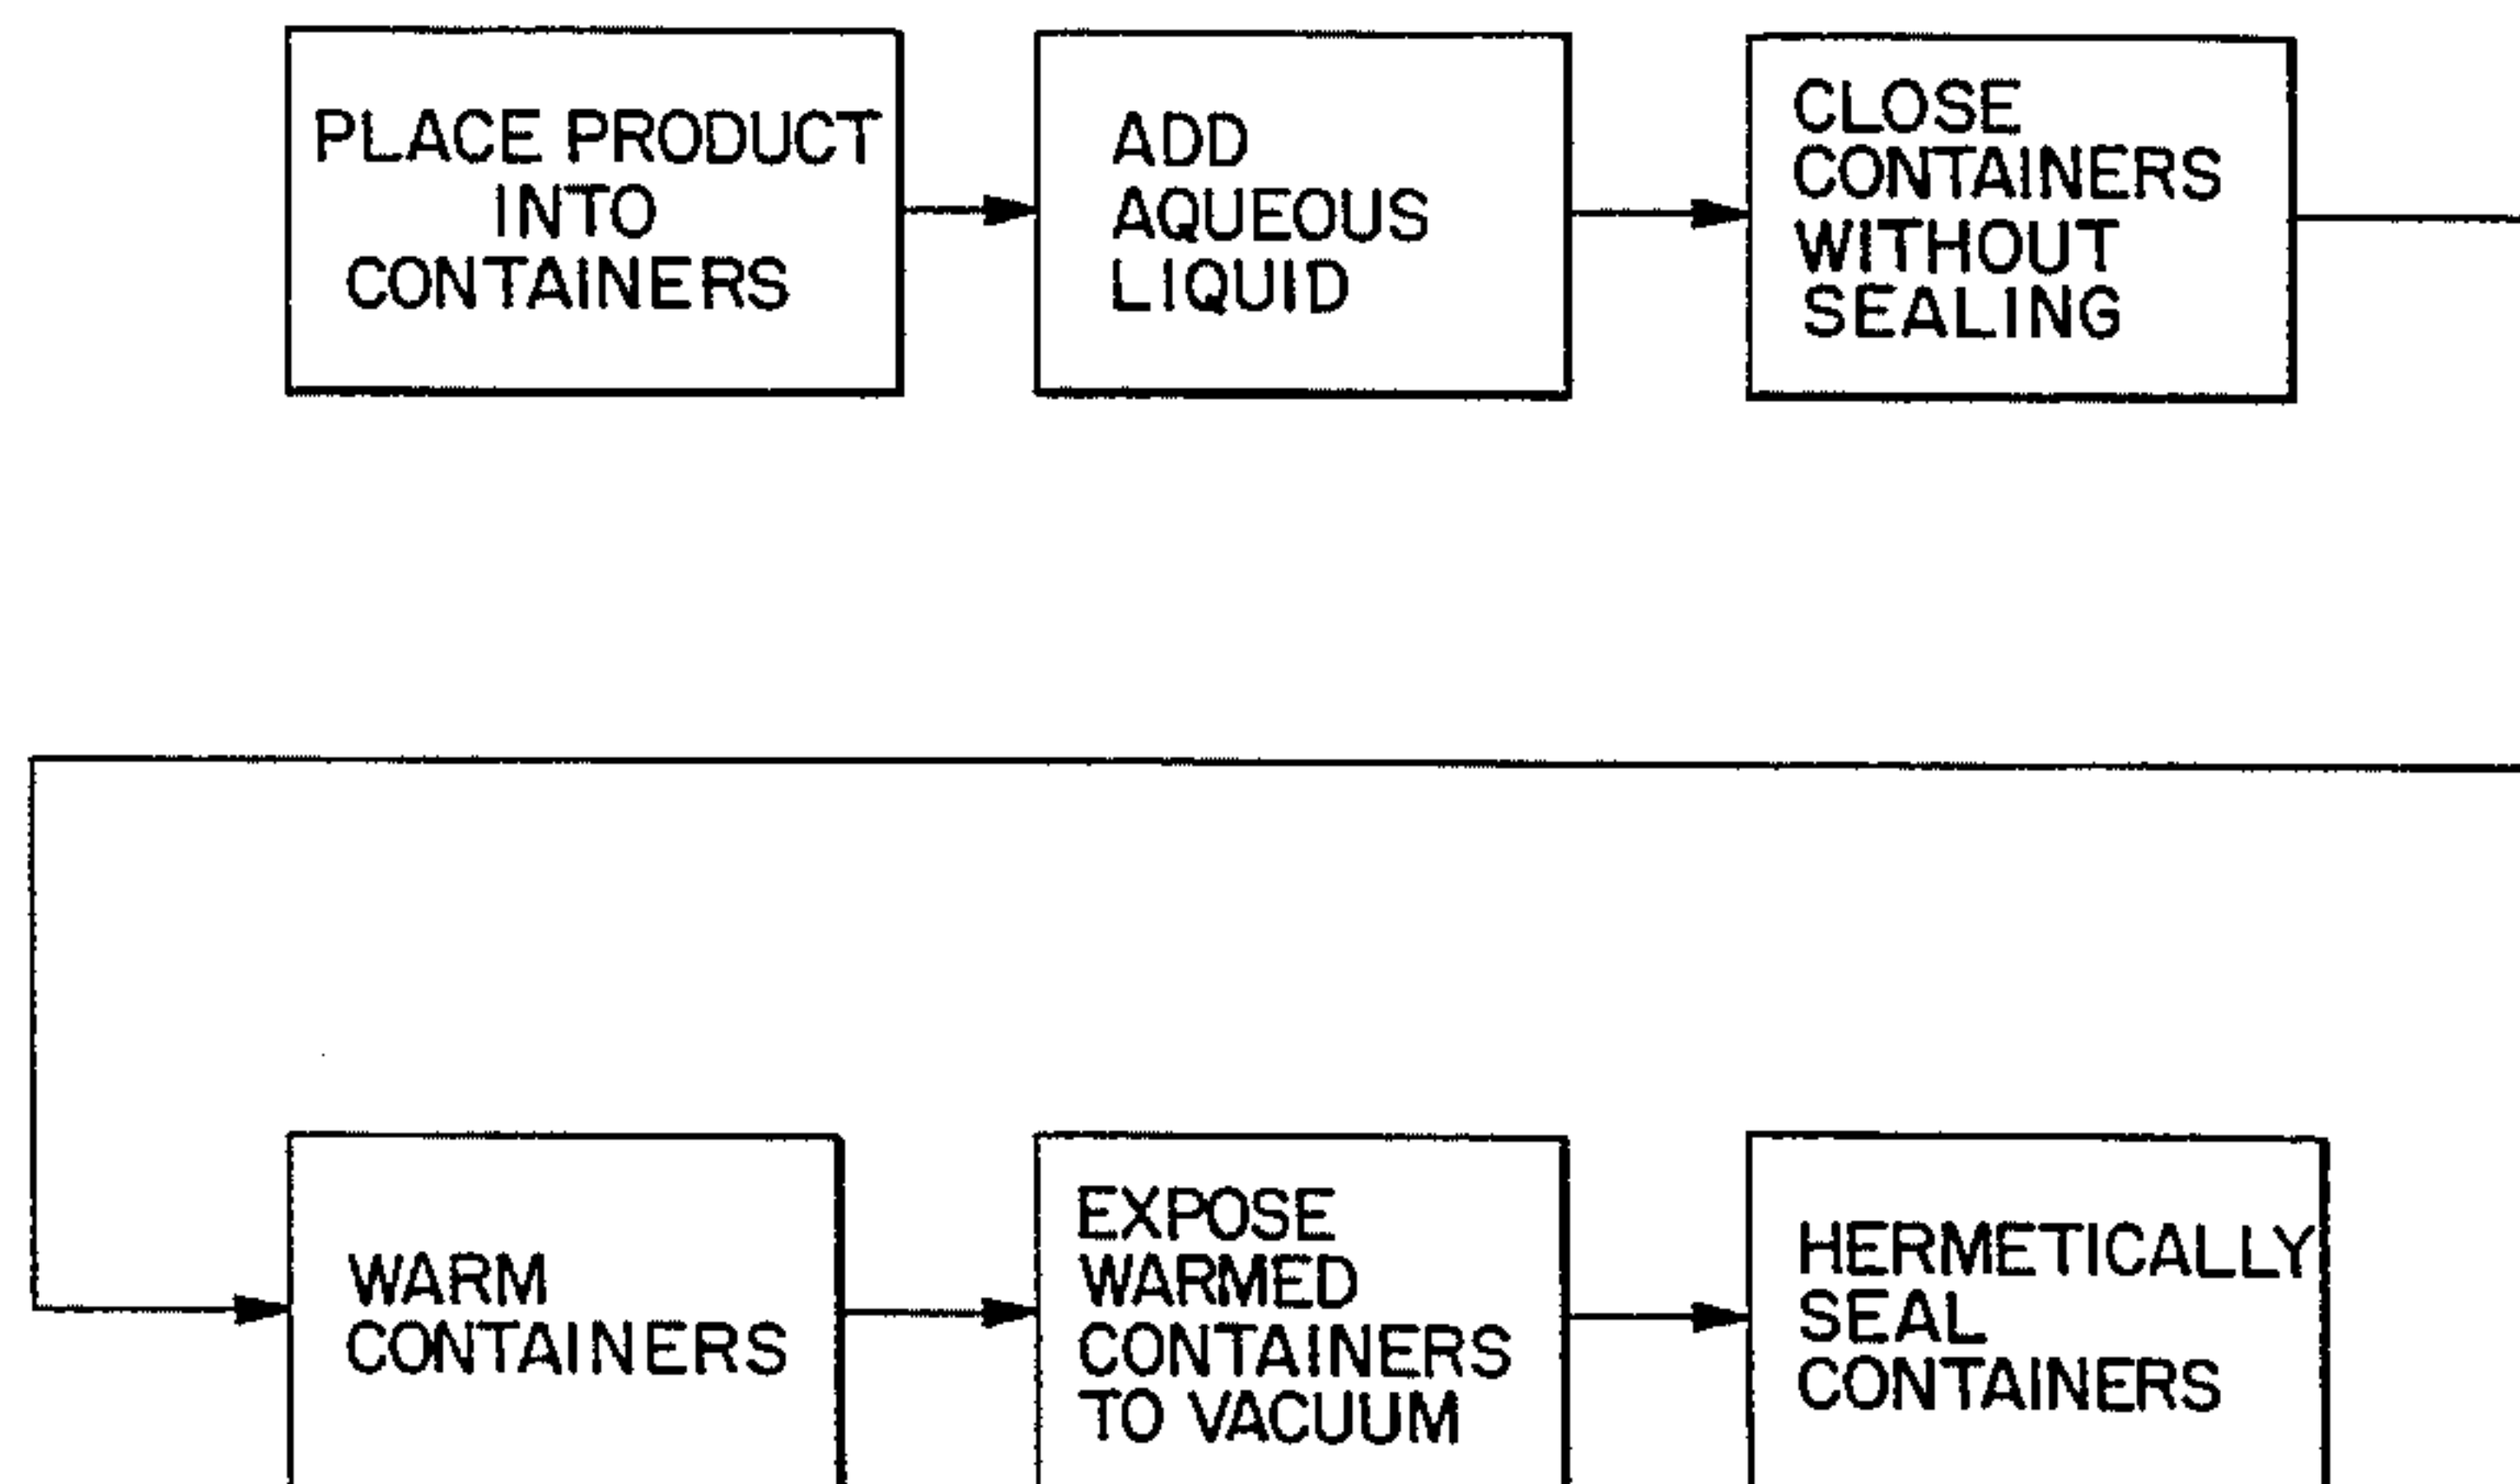 PLACE PRODUCT
INTO
CONTAINERS
ADD
AQUEOUS
LIQUID
CLOSE
CONTAINERS
WITHOUT
SEALING
WARM
CONTAINERS
EXPOSE
WARMED
CONTAINERS
TO VACUUM
HERMETICALLY
SEAL
CONTAINERS